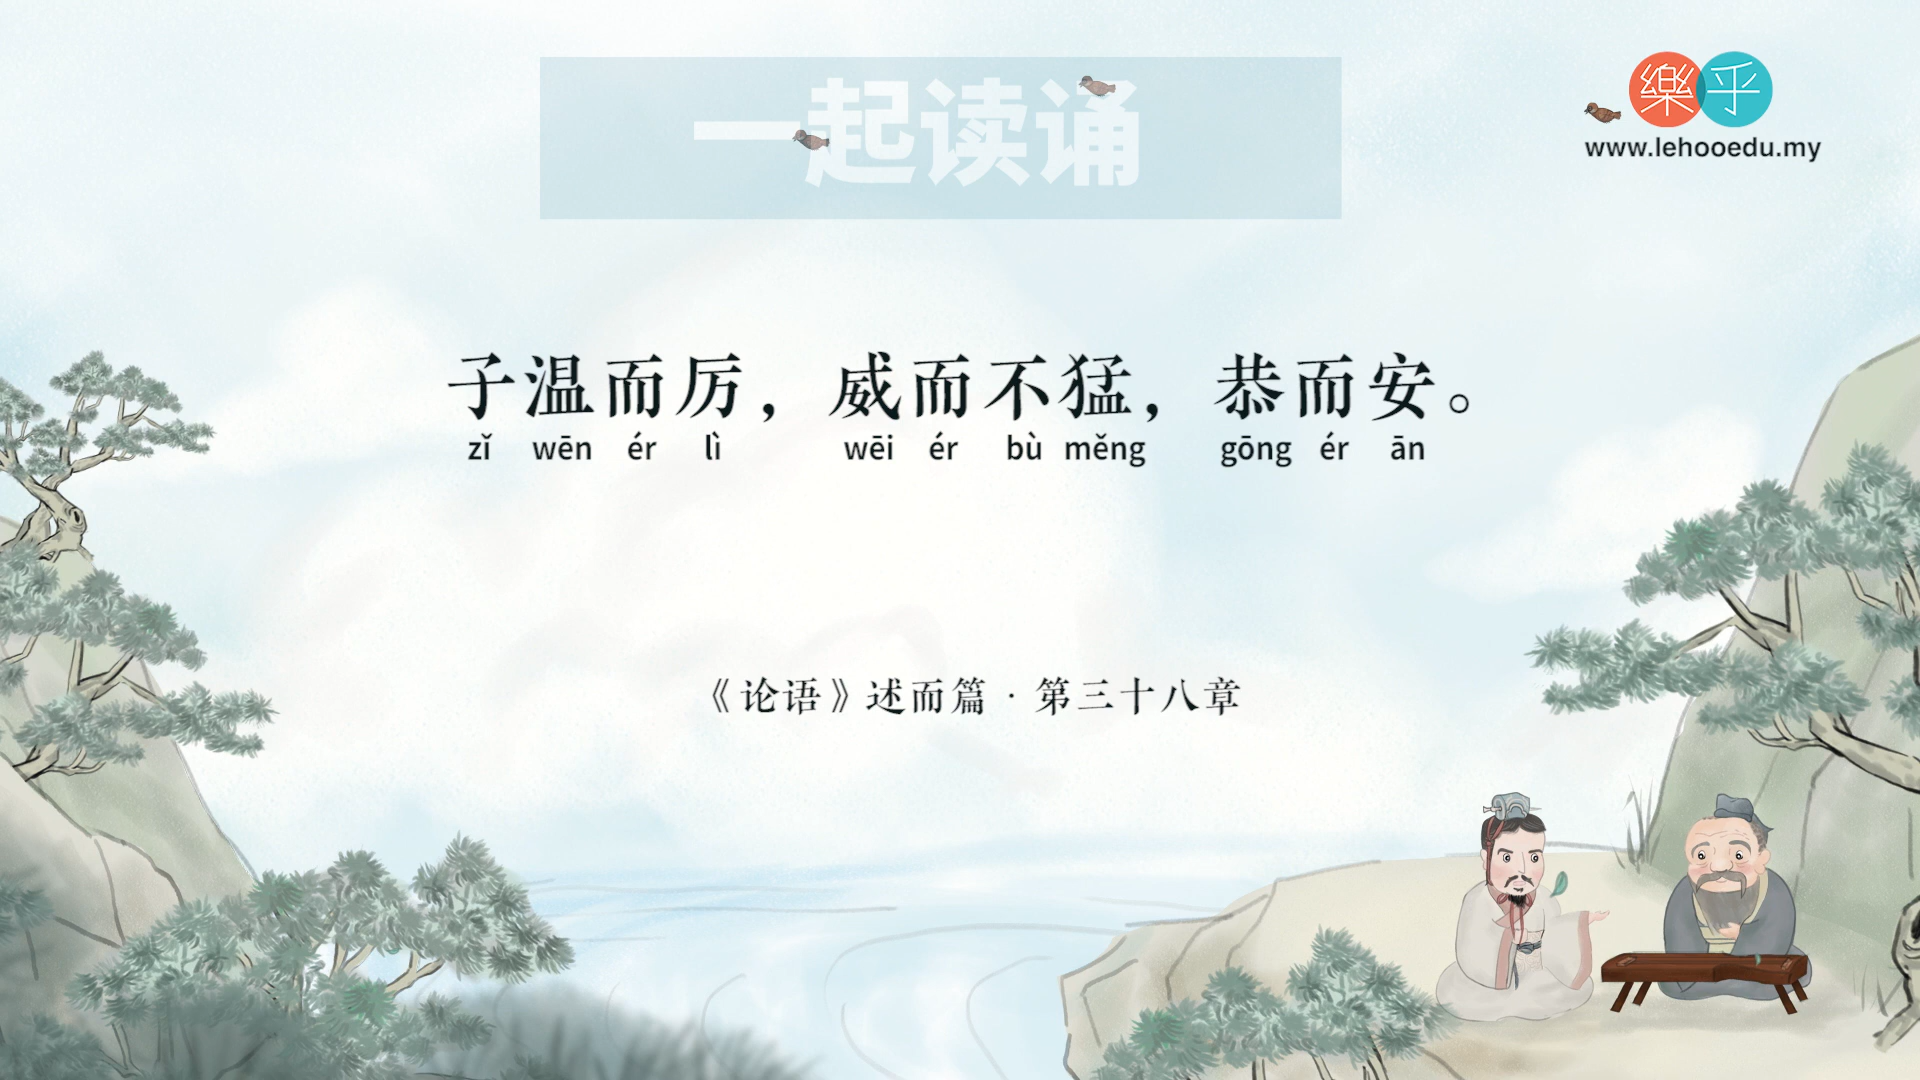 一起读诵
樂乎
www.lehooedu.my
子温而厉，威而不猛，恭而安。
zǐ wēn ér lì wēi ér bù měng gōng ér ān
《论语》述而篇·第三十八章